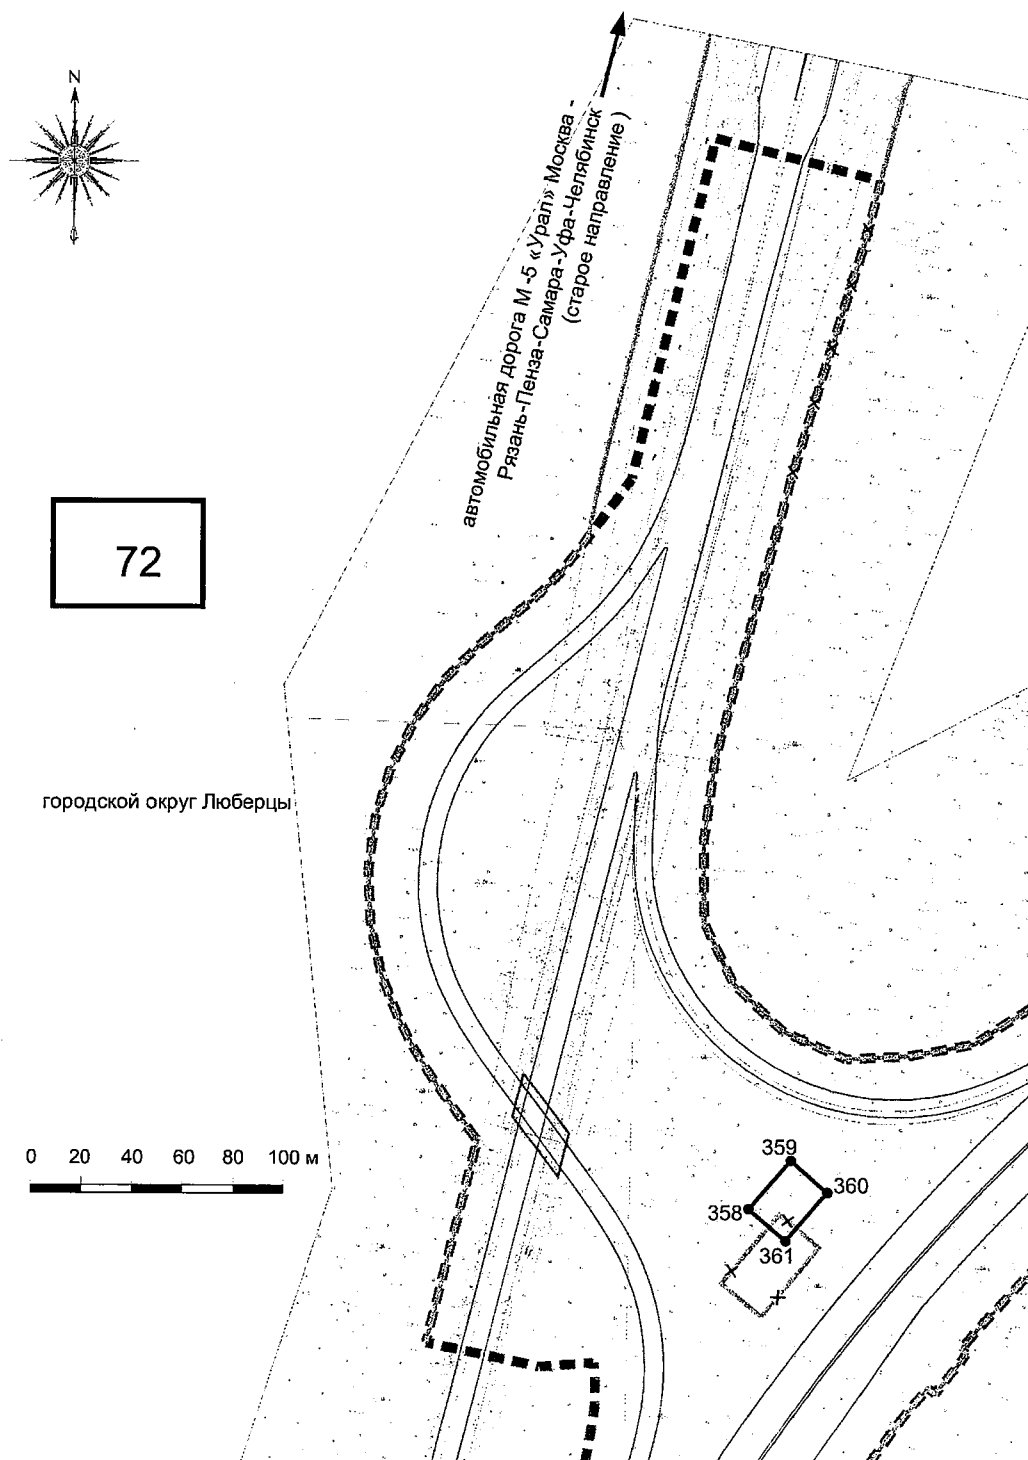 N
автомобильная дорога М -5 «Урал» Москва -
Рязань-Пенза-Самара-Уфа-Челябинск
(старое направление )
72
городской округ Люберцы
0 20 40 60 80 100 м
359
360
358
361